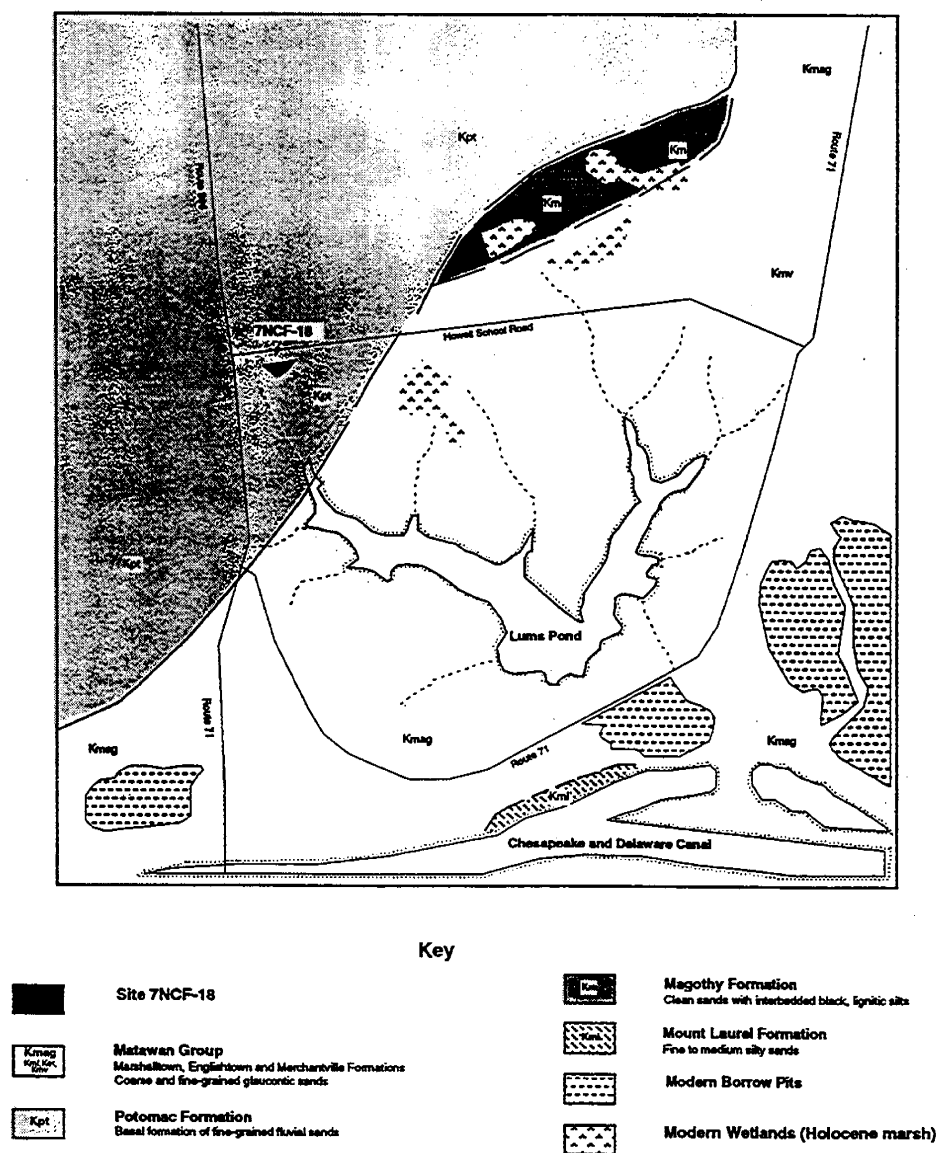 Kmag
Kpt
Km
Route 71
Km
Kmv
7NCF-18
Howell School Road
Kpt
Kpt
Lums Pond
Route 71
Kmag
Kmag
Kmag
Route 71
Kml
Chesapeake and Delaware Canal
Key
Site 7NCF-18
Kmag
Kmv
Matawan Group
Marshalltown, Englishtown and Merchantville Formations
Coarse and fine-grained glaucontic sands
Kpt
Potomac Formation
Basal formation of fine-grained fluvial sands
Km
Magothy Formation
Clean sands with interbedded black, lignitic silts
Kml
Mount Laurel Formation
Fine to medium silty sands
Modern Borrow Pits
Modern Wetlands (Holocene marsh)